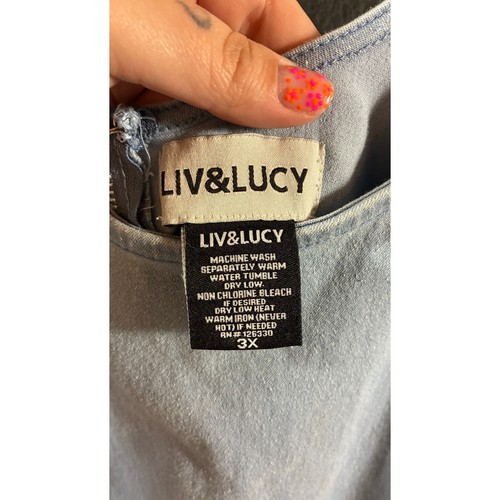 LIV&LUCY
LIV&LUCY
MACHINE WASH
SEPARATELY WARM
WATER TUMBLE
DRY LOW.
NON CHLORINE BLEACH
IF DESIRED
DRY LOW HEAT
WARM IRON (NEVER
HOT) IF NEEDED
RN# 126330
3X